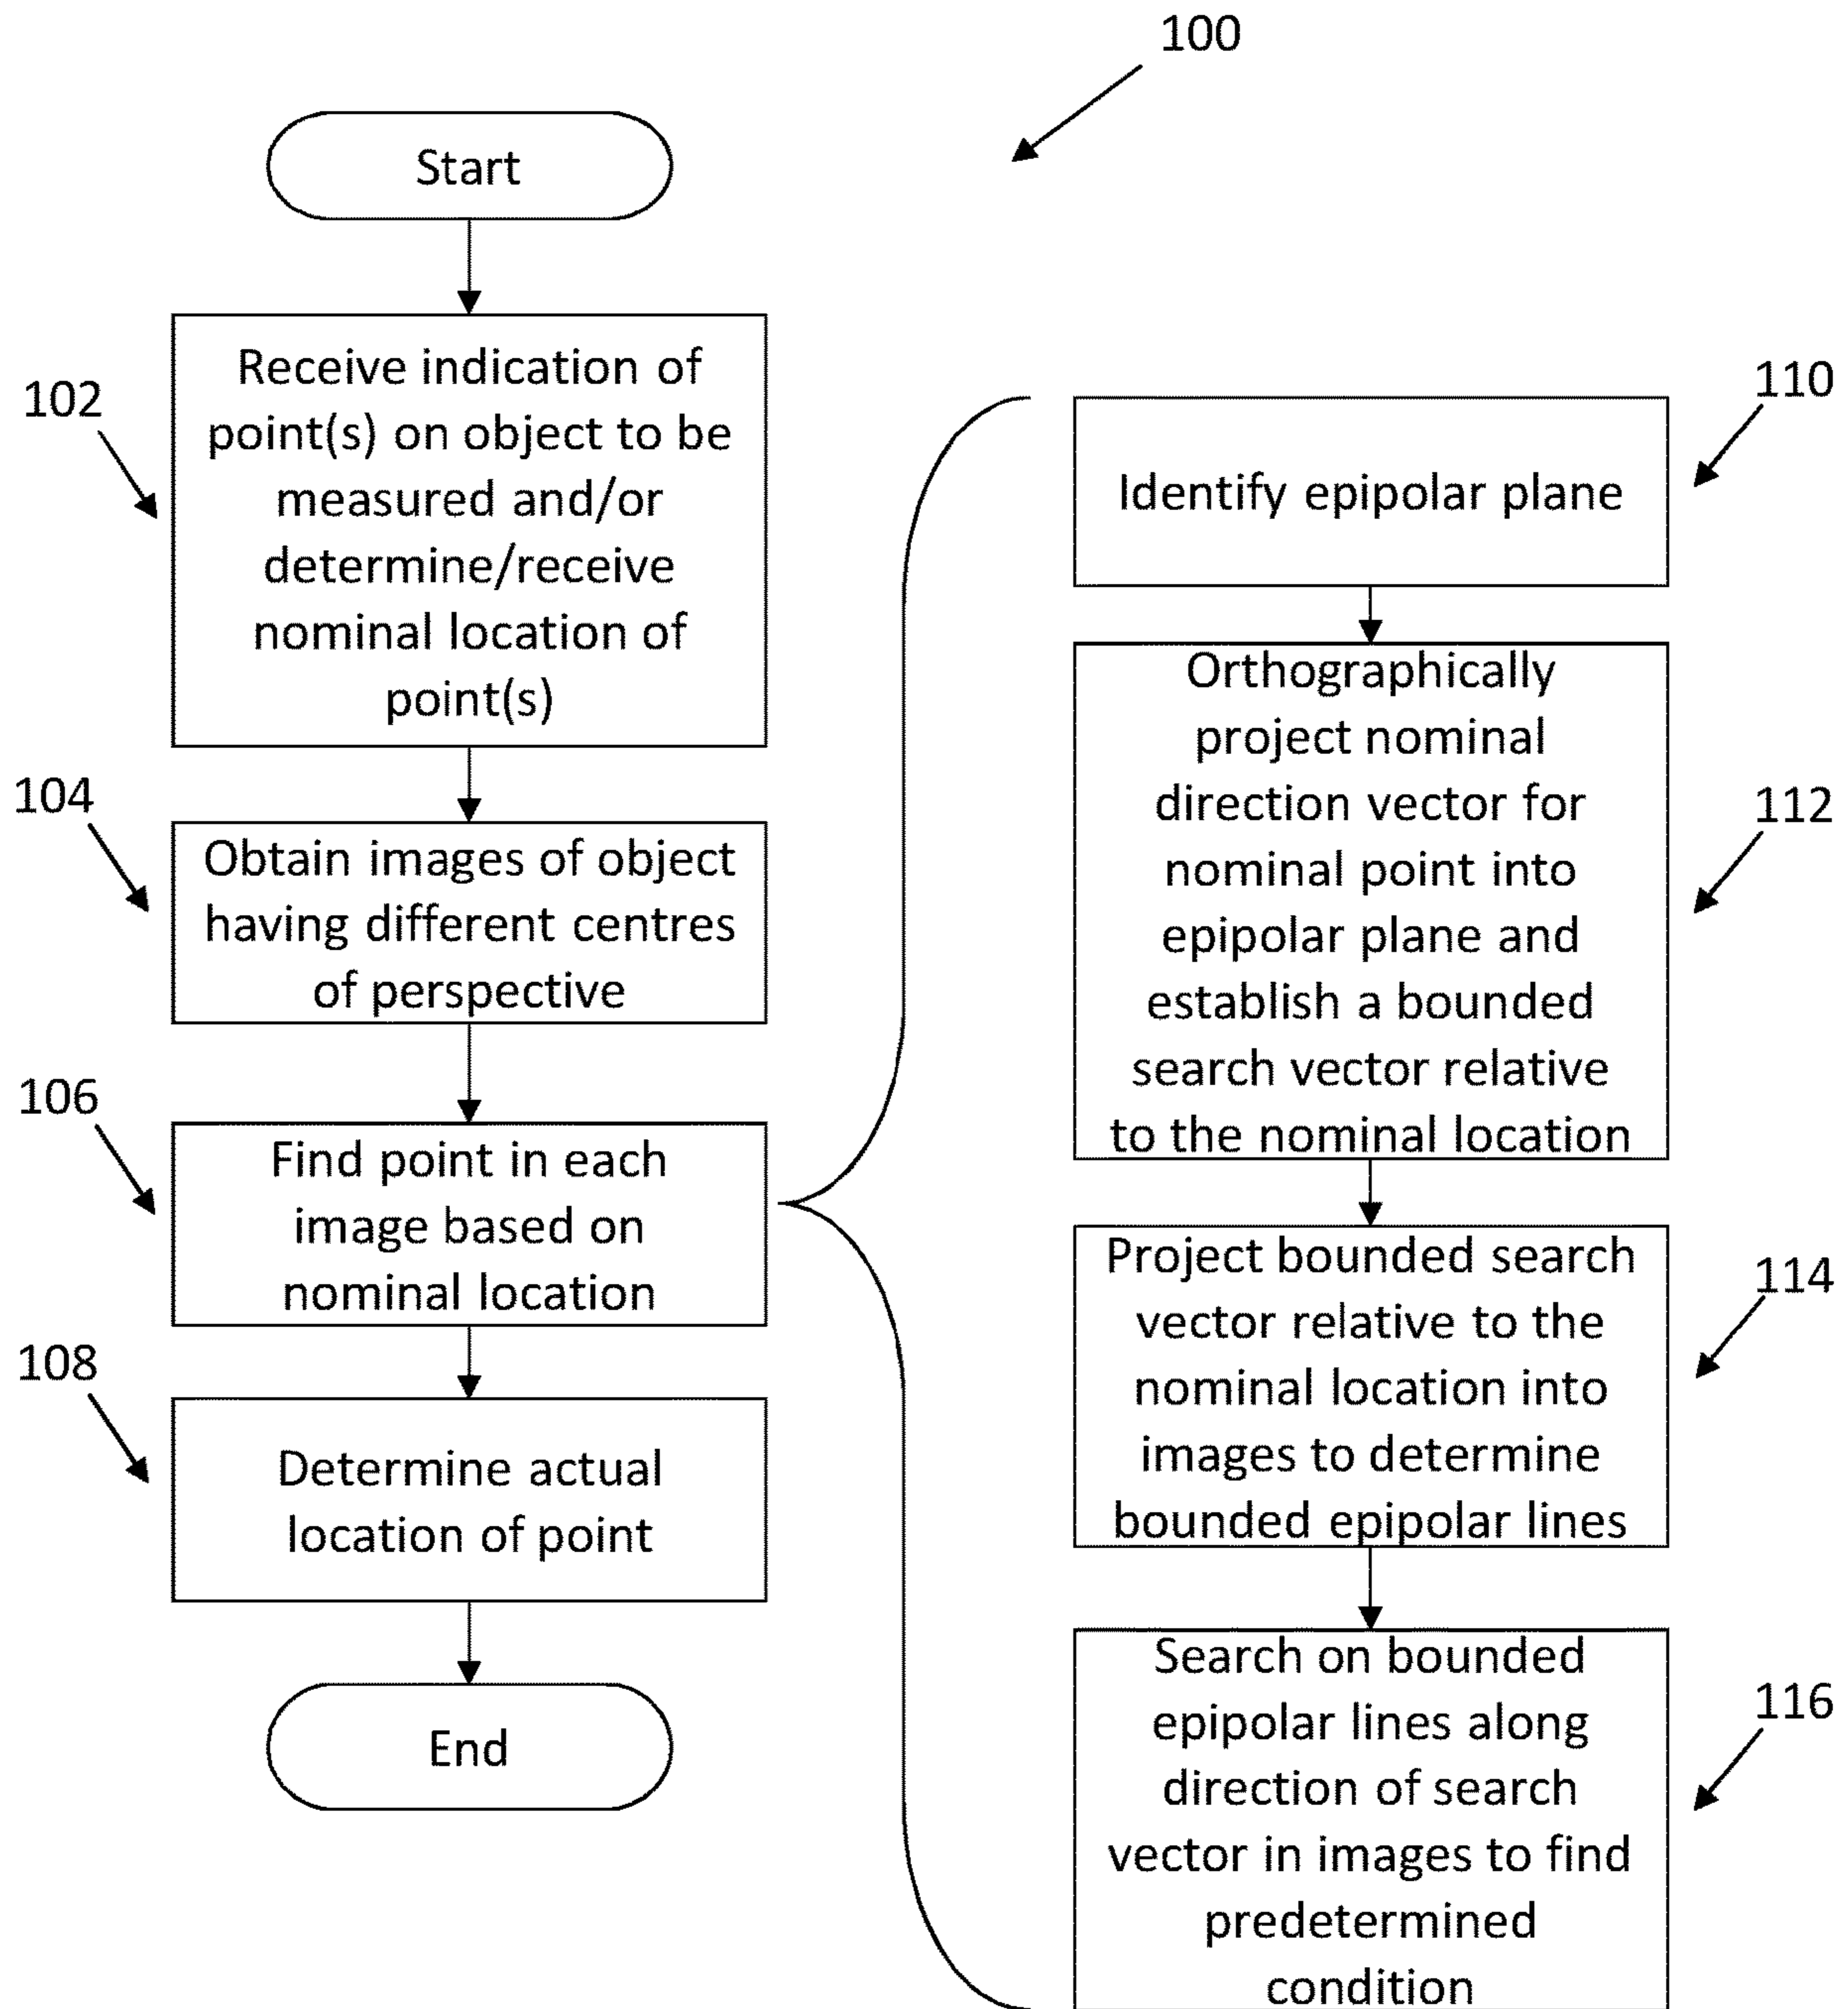 100
Start
102
Receive indication of
point(s) on object to be
measured and/or
determine/receive
nominal location of
point(s)
104
Obtain images of object
having different centres
of perspective
106
Find point in each
image based on
nominal location
108
Determine actual
location of point
End
110
Identify epipolar plane
112
Orthographically
project nominal
direction vector for
nominal point into
epipolar plane and
establish a bounded
search vector relative
to the nominal location
114
Project bounded search
vector relative to the
nominal location into
images to determine
bounded epipolar lines
116
Search on bounded
epipolar lines along
direction of search
vector in images to find
predetermined
condition